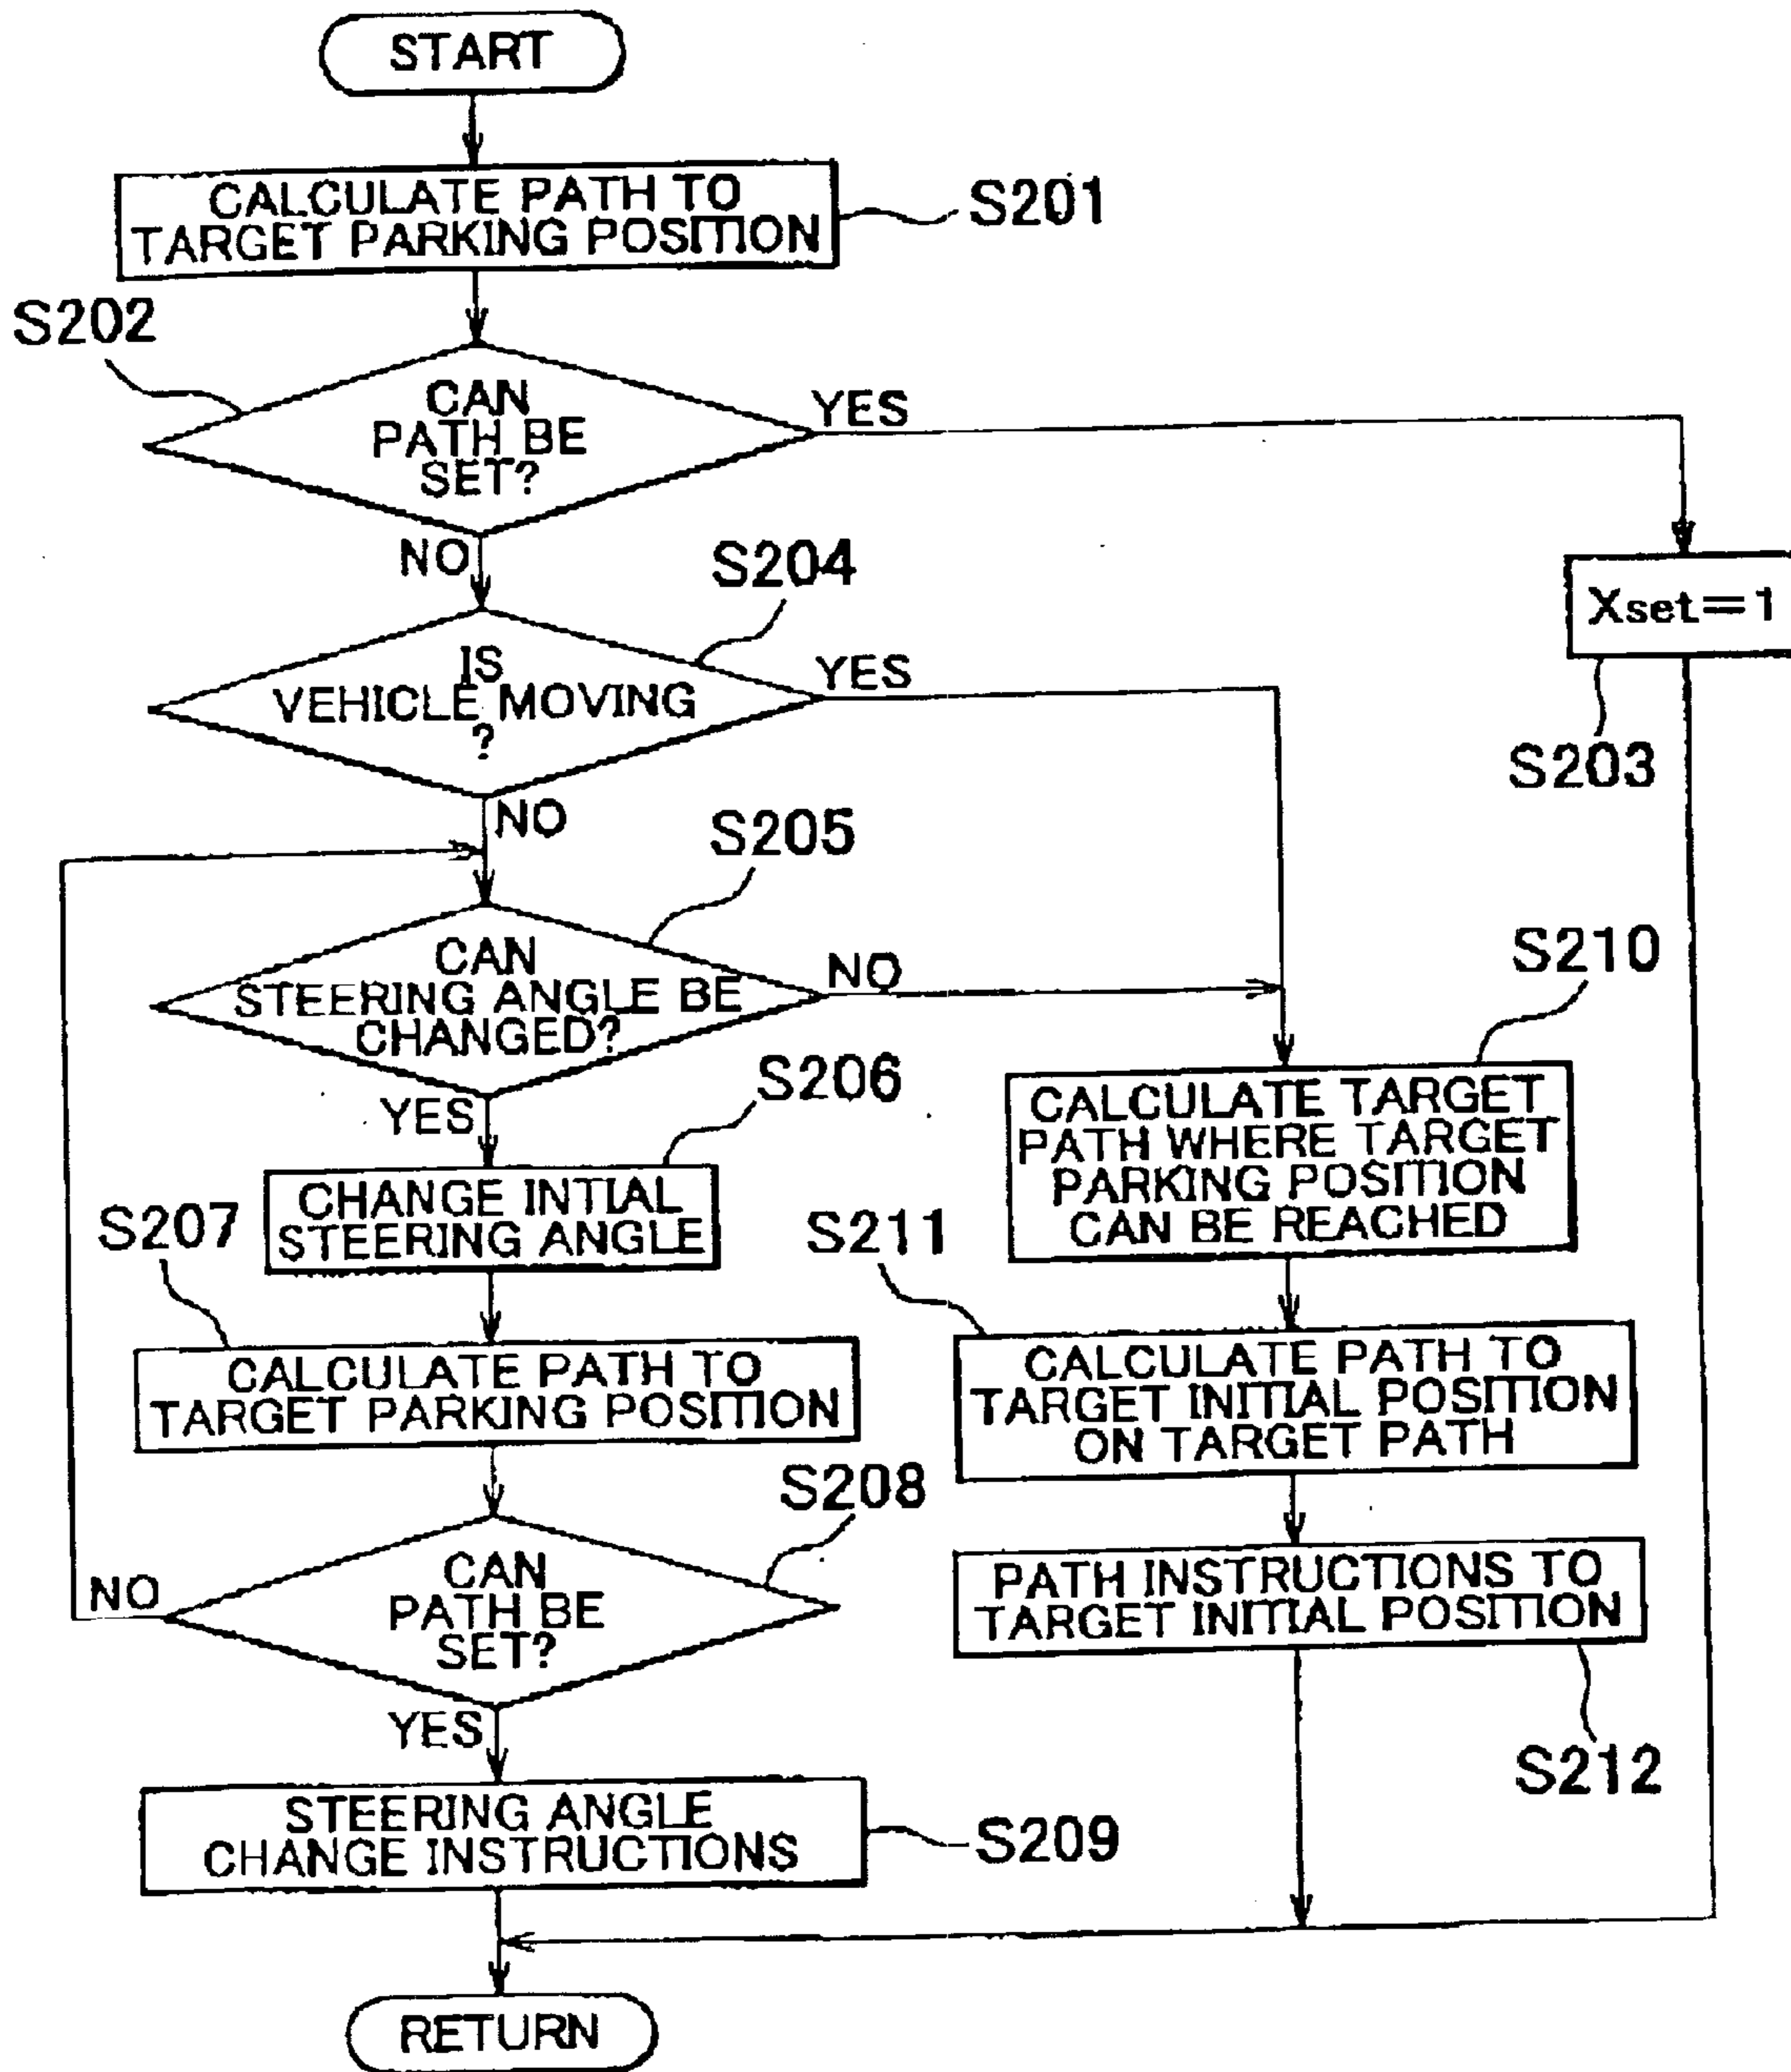 START
CALCULATE PATH TO
TARGET PARKING POSITION
S201
S202
CAN
PATH BE
SET?
YES
NO
Xset=1
S203
S204
IS
VEHICLE MOVING
?
YES
NO
S205
CAN
STEERING ANGLE BE
CHANGED?
NO
YES
S206
CHANGE INTIAL
STEERING ANGLE
S207
CALCULATE PATH TO
TARGET PARKING POSITION
S208
CAN
PATH BE
SET?
NO
YES
STEERING ANGLE
CHANGE INSTRUCTIONS
S209
S210
CALCULATE TARGET
PATH WHERE TARGET
PARKING POSITION
CAN BE REACHED
S211
CALCULATE PATH TO
TARGET INITIAL POSITION
ON TARGET PATH
PATH INSTRUCTIONS TO
TARGET INITIAL POSITION
S212
RETURN